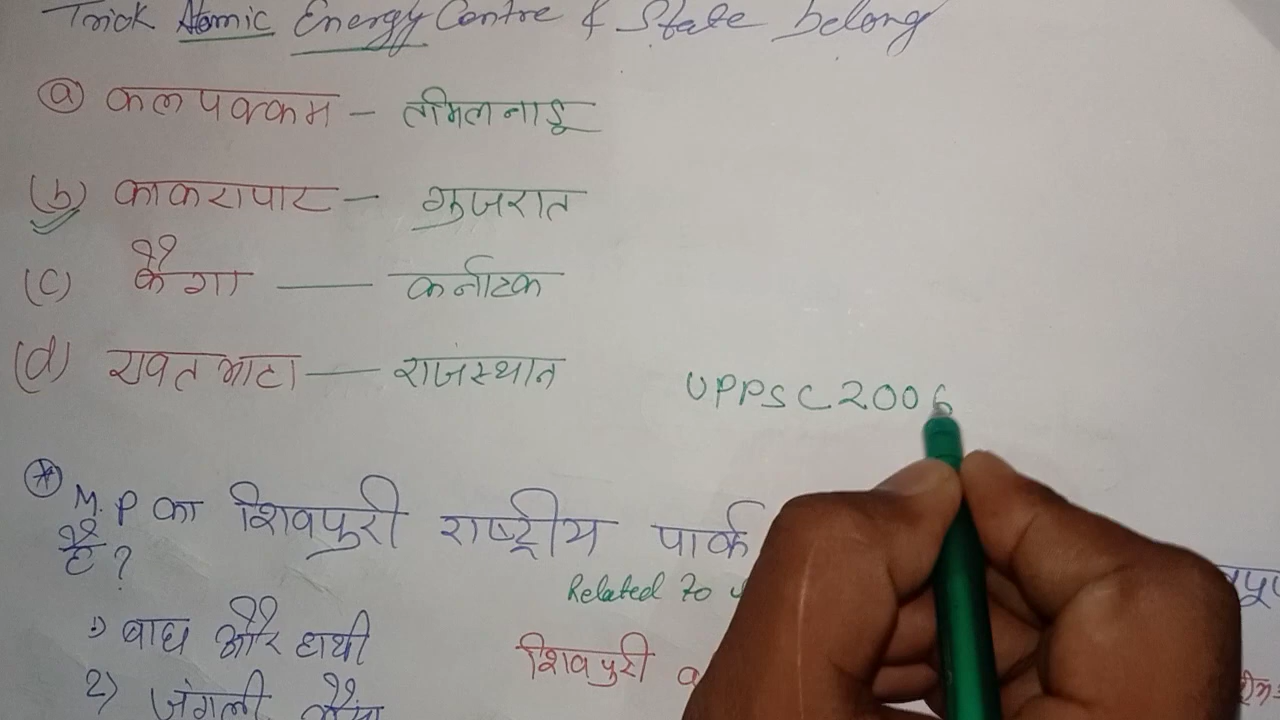 Trick Atomic Energy Centre & State belong
(a) कलपक्कम - तमिलनाडू
(b) काकरापार - गुजरात
(c) कैगा - कर्नाटक
(d) रावतभाटा - राजस्थान
UPPSC 2006
* M.P का शिवपुरी राष्ट्रीय पार्क
है ?
Related to
1) बाघ और हाथी
शिवपुरी
2) जंगली